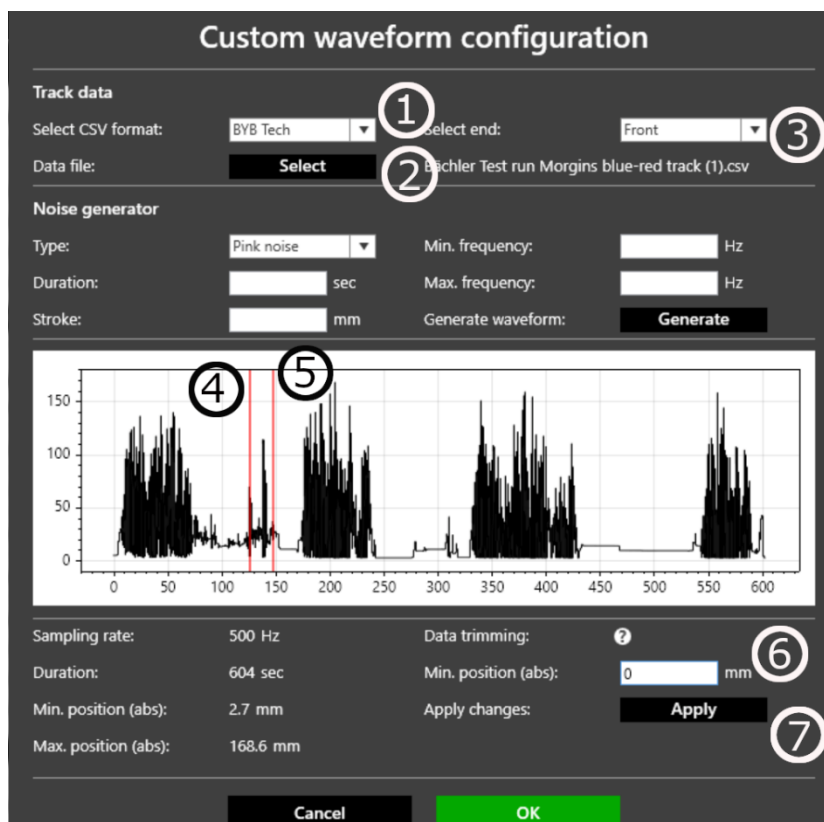 Custom waveform configuration
Track data
1
Select CSV format: BYB Tech Select end: Front
3
Data file: Select 2 Bächler Test run Morgins blue-red track (1).csv
Noise generator
Type: Pink noise Min. frequency: Hz
Duration: sec Max. frequency: Hz
Stroke: mm Generate waveform: Generate
4 5
150
100
50
0
0 50 100 150 200 250 300 350 400 450 500 550 600
Sampling rate: 500 Hz Data trimming: ?
6
Duration: 604 sec Min. position (abs): 0 mm
Min. position (abs): 2.7 mm Apply changes: Apply
7
Max. position (abs): 168.6 mm
Cancel OK